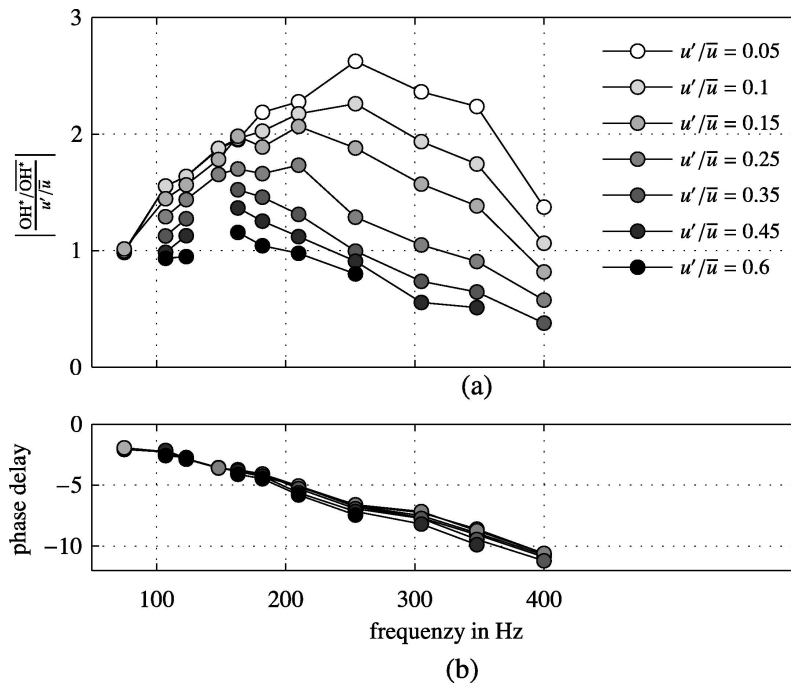 3
2
1
0
| OH*/OH̅*̅ / u′/u̅ |
u′/u̅ = 0.05
u′/u̅ = 0.1
u′/u̅ = 0.15
u′/u̅ = 0.25
u′/u̅ = 0.35
u′/u̅ = 0.45
u′/u̅ = 0.6
(a)
0
−5
−10
phase delay
100 200 300 400
frequenzy in Hz
(b)